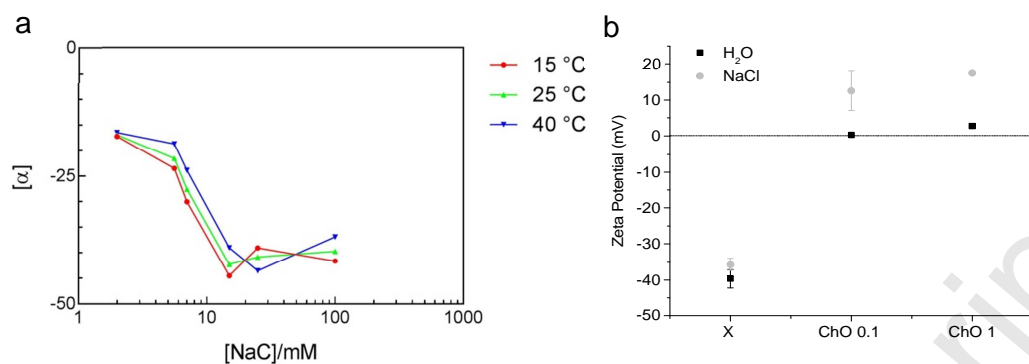 a
0
-25
-50
[α]
1
10
100
1000
[NaC]/mM
15 °C
25 °C
40 °C
b
20
10
0
-10
-20
-30
-40
-50
Zeta Potential (mV)
H₂O
NaCl
X
ChO 0.1
ChO 1
rip